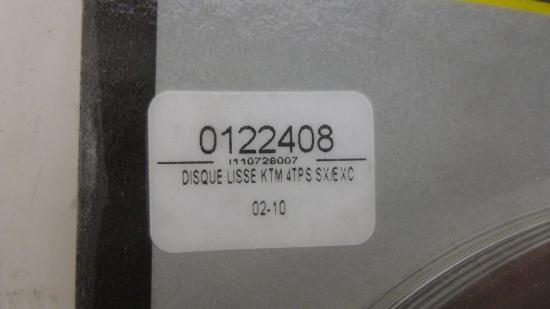 0122408
I110728007
DISQUE LISSE KTM 4TPS SX/EXC
02-10